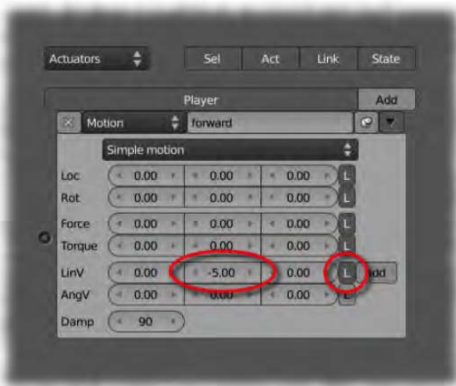 Actuators Sel Act Link State
Player Add
Motion forward
Simple motion
Loc 0.00 0.00 0.00 L
Rot 0.00 0.00 0.00 L
Force 0.00 0.00 0.00 L
Torque 0.00 0.00 0.00 L
LinV 0.00 -5.00 0.00 L
AngV 0.00 0.00 0.00 L
Damp 90